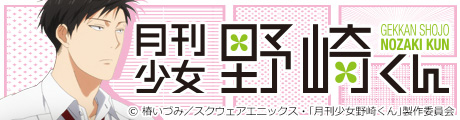 月刊少女
野崎くん
GEKKAN SHOJO
NOZAKI KUN
© 椿いづみ／スクウェアエニックス・「月刊少女野崎くん」製作委員会